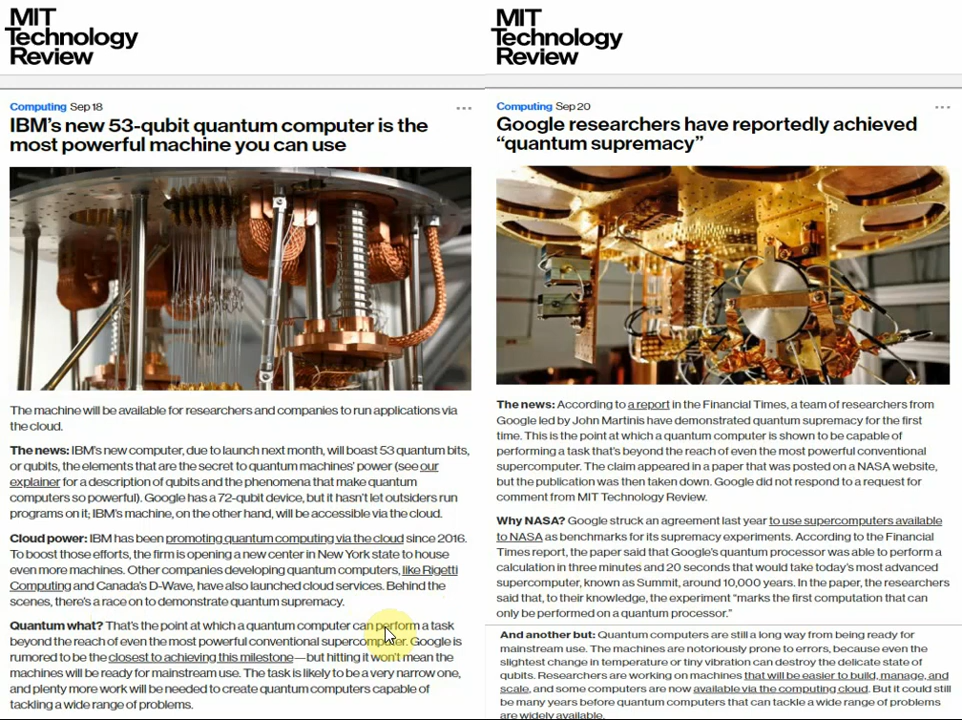 MIT
Technology
Review
Computing Sep 18
IBM's new 53-qubit quantum computer is the
most powerful machine you can use
The machine will be available for researchers and companies to run applications via
the cloud.
The news: IBM's new computer, due to launch next month, will boast 53 quantum bits,
or qubits, the elements that are the secret to quantum machines' power (see our
explainer for a description of qubits and the phenomena that make quantum
computers so powerful). Google has a 72-qubit device, but it hasn't let outsiders run
programs on it; IBM's machine, on the other hand, will be accessible via the cloud.
Cloud power: IBM has been promoting quantum computing via the cloud since 2016.
To boost those efforts, the firm is opening a new center in New York state to house
even more machines. Other companies developing quantum computers, like Rigetti
Computing and Canada's D-Wave, have also launched cloud services. Behind the
scenes, there's a race on to demonstrate quantum supremacy.
Quantum what? That's the point at which a quantum computer can perform a task
beyond the reach of even the most powerful conventional supercomputer. Google is
rumored to be the closest to achieving this milestone—but hitting it won't mean the
machines will be ready for mainstream use. The task is likely to be a very narrow one,
and plenty more work will be needed to create quantum computers capable of
tackling a wide range of problems.
MIT
Technology
Review
Computing Sep 20
Google researchers have reportedly achieved
"quantum supremacy"
The news: According to a report in the Financial Times, a team of researchers from
Google led by John Martinis have demonstrated quantum supremacy for the first
time. This is the point at which a quantum computer is shown to be capable of
performing a task that's beyond the reach of even the most powerful conventional
supercomputer. The claim appeared in a paper that was posted on a NASA website,
but the publication was then taken down. Google did not respond to a request for
comment from MIT Technology Review.
Why NASA? Google struck an agreement last year to use supercomputers available
to NASA as benchmarks for its supremacy experiments. According to the Financial
Times report, the paper said that Google's quantum processor was able to perform a
calculation in three minutes and 20 seconds that would take today's most advanced
supercomputer, known as Summit, around 10,000 years. In the paper, the researchers
said that, to their knowledge, the experiment "marks the first computation that can
only be performed on a quantum processor."
And another but: Quantum computers are still a long way from being ready for
mainstream use. The machines are notoriously prone to errors, because even the
slightest change in temperature or tiny vibration can destroy the delicate state of
qubits. Researchers are working on machines that will be easier to build, manage, and
scale, and some computers are now available via the computing cloud. But it could still
be many years before quantum computers that can tackle a wide range of problems
are widely available.